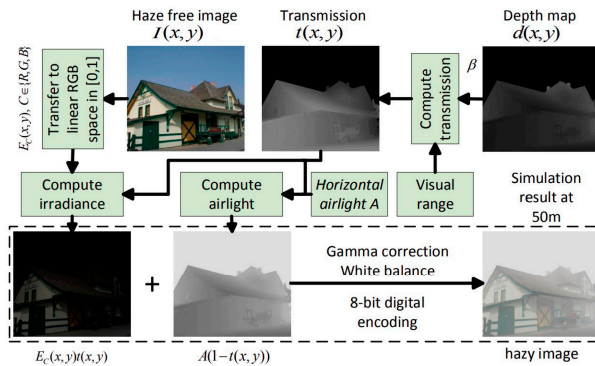 Haze free image
I(x, y)
Transmission
t(x, y)
Depth map
d(x, y)
E_C(x, y), C∈{R,G,B}
Transfer to
linear RGB
space in [0,1]
Compute
transmission
β
Compute
irradiance
Compute
airlight
Horizontal
airlight A
Visual
range
Simulation
result at
50m
+
Gamma correction
White balance
8-bit digital
encoding
E_C(x, y)t(x, y)
A(1−t(x, y))
hazy image